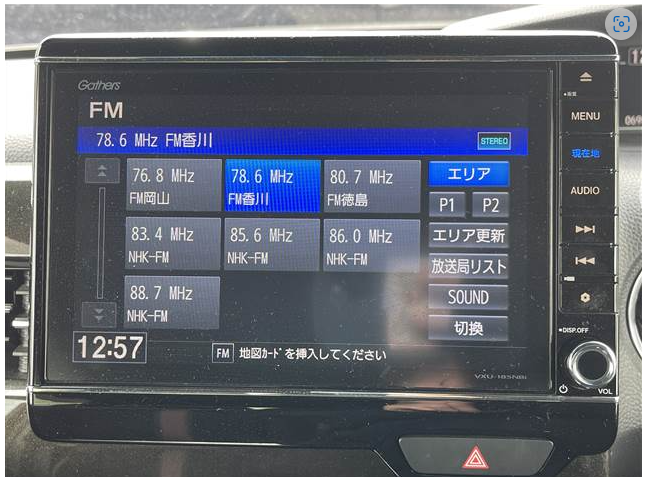 Gathers
FM
78.6 MHz FM香川
STEREO
76.8 MHz
FM岡山
78.6 MHz
FM香川
80.7 MHz
FM徳島
83.4 MHz
NHK-FM
85.6 MHz
NHK-FM
86.0 MHz
NHK-FM
88.7 MHz
NHK-FM
エリア
P1
P2
エリア更新
放送局リスト
SOUND
切換
12:57
FM 地図カードを挿入してください
MENU
現在地
AUDIO
DISP.OFF
VOL